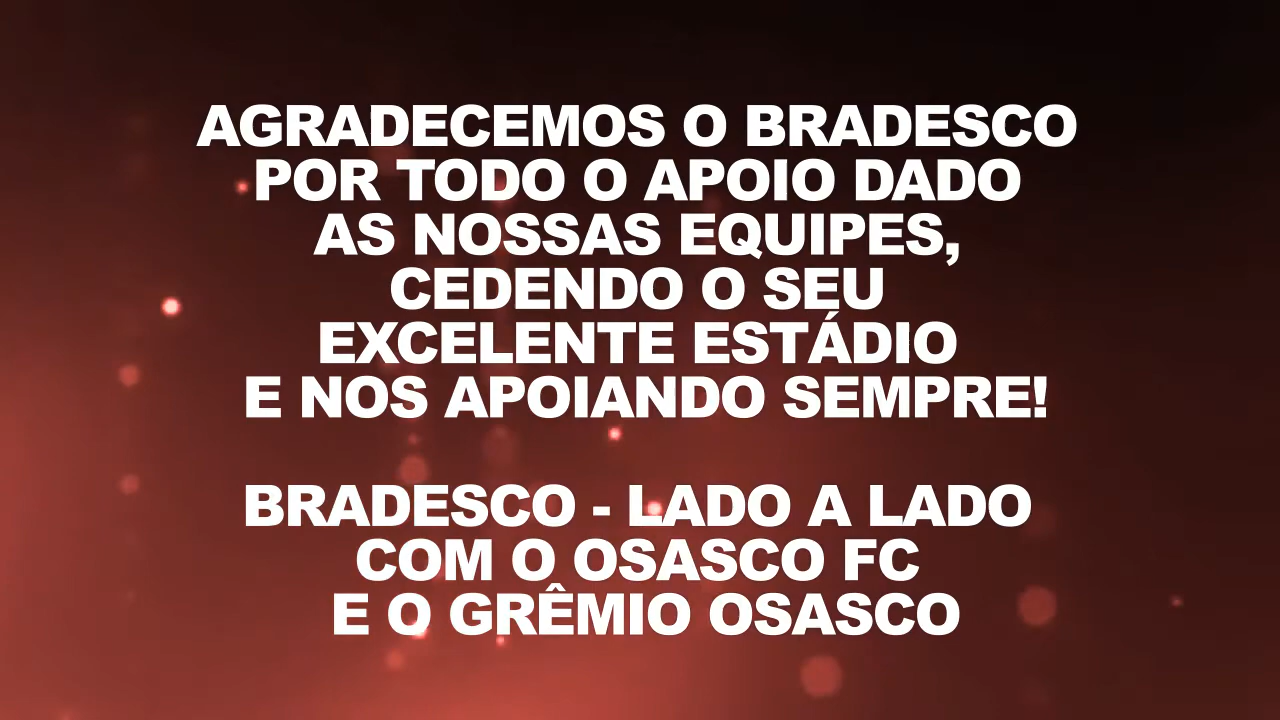 AGRADECEMOS O BRADESCO
POR TODO O APOIO DADO
AS NOSSAS EQUIPES,
CEDENDO O SEU
EXCELENTE ESTÁDIO
E NOS APOIANDO SEMPRE!
BRADESCO - LADO A LADO
COM O OSASCO FC
E O GRÊMIO OSASCO